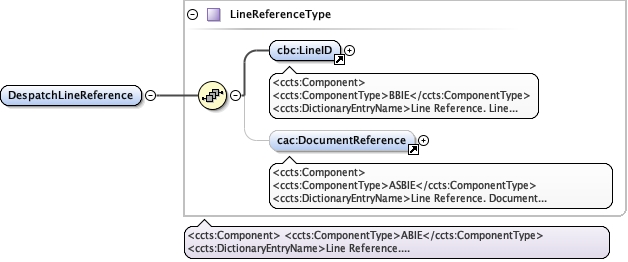 LineReferenceType
cbc:LineID
<ccts:Component>
<ccts:ComponentType>BBIE</ccts:ComponentType>
<ccts:DictionaryEntryName>Line Reference. Line...
DespatchLineReference
cac:DocumentReference
<ccts:Component>
<ccts:ComponentType>ASBIE</ccts:ComponentType>
<ccts:DictionaryEntryName>Line Reference. Document...
<ccts:Component> <ccts:ComponentType>ABIE</ccts:ComponentType>
<ccts:DictionaryEntryName>Line Reference....